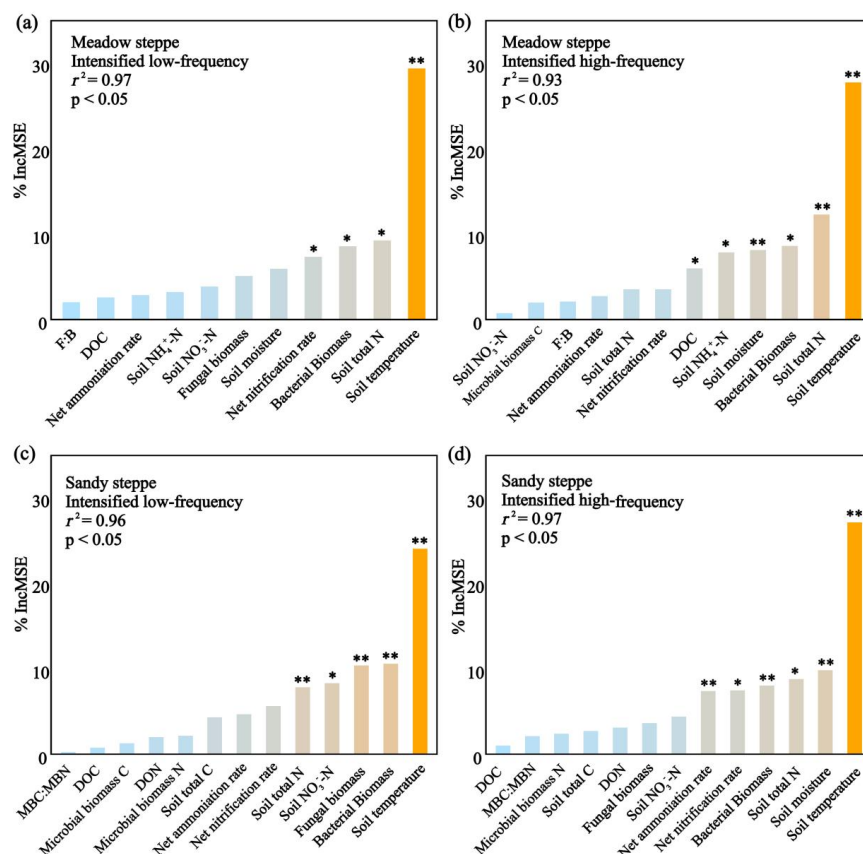 (a)
Meadow steppe
Intensified low-frequency
r² = 0.97
p < 0.05
% IncMSE
30
20
10
0
*
*
*
**
F:B
DOC
Net ammoniation rate
Soil NH₄⁺-N
Soil NO₃⁻-N
Fungal biomass
Soil moisture
Net nitrification rate
Bacterial Biomass
Soil total N
Soil temperature
(b)
Meadow steppe
Intensified high-frequency
r² = 0.93
p < 0.05
% IncMSE
30
20
10
0
*
*
**
*
**
**
Soil NO₃⁻-N
Microbial biomass C
F:B
Net ammoniation rate
Soil total N
Net nitrification rate
DOC
Soil NH₄⁺-N
Soil moisture
Bacterial Biomass
Soil total N
Soil temperature
(c)
Sandy steppe
Intensified low-frequency
r² = 0.96
p < 0.05
% IncMSE
30
20
10
0
**
*
**
**
**
MBC:MBN
DOC
Microbial biomass C
DON
Microbial biomass N
Soil total C
Net ammoniation rate
Net nitrification rate
Soil total N
Soil NO₃⁻-N
Fungal biomass
Bacterial Biomass
Soil temperature
(d)
Sandy steppe
Intensified high-frequency
r² = 0.97
p < 0.05
% IncMSE
30
20
10
0
**
*
**
*
**
**
DOC
MBC:MBN
Microbial biomass N
Soil total C
DON
Fungal biomass
Soil NO₃⁻-N
Net ammoniation rate
Net nitrification rate
Bacterial Biomass
Soil total N
Soil moisture
Soil temperature